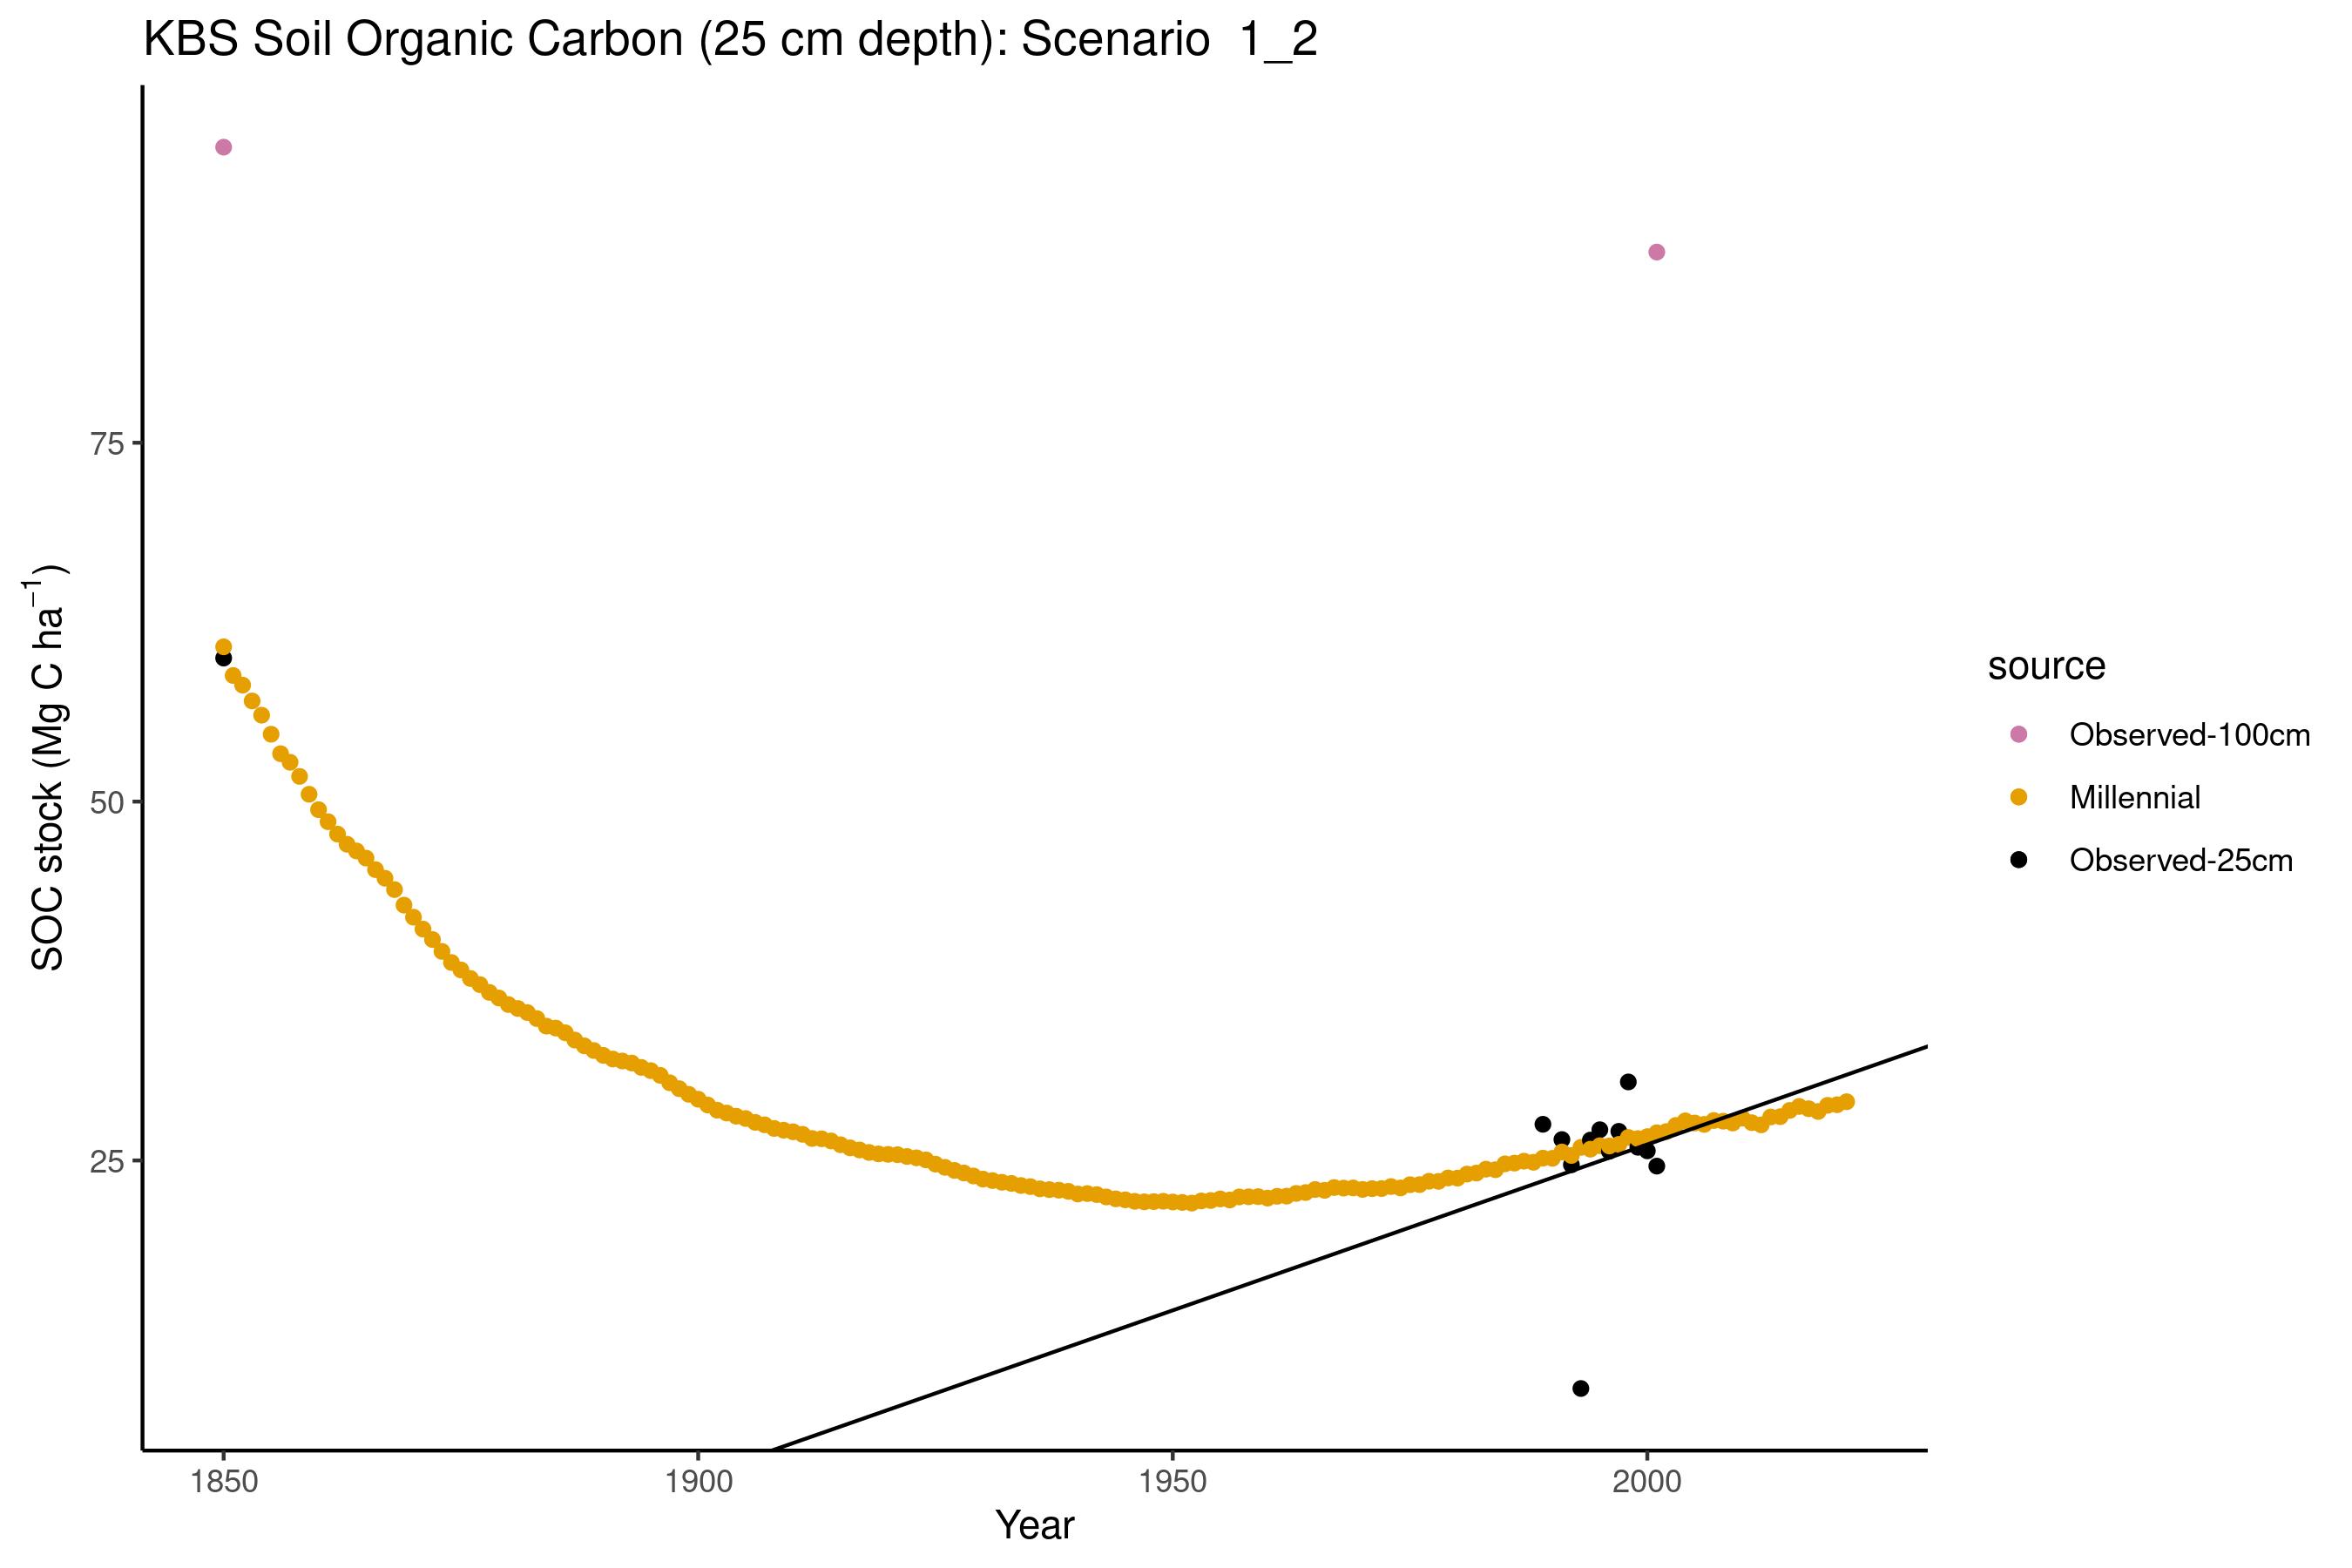 KBS Soil Organic Carbon (25 cm depth): Scenario  1_2
SOC stock (Mg C ha⁻¹)
75
50
25
1850
1900
1950
2000
Year
source
Observed-100cm
Millennial
Observed-25cm